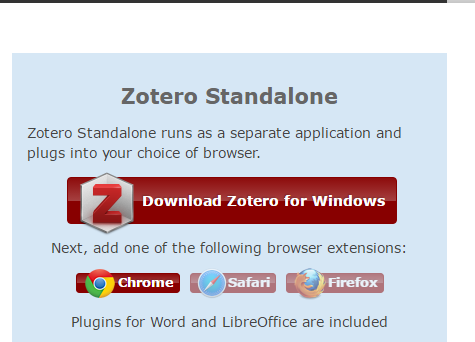 Zotero Standalone
Zotero Standalone runs as a separate application and
plugs into your choice of browser.
Z Download Zotero for Windows
Next, add one of the following browser extensions:
Chrome Safari Firefox
Plugins for Word and LibreOffice are included